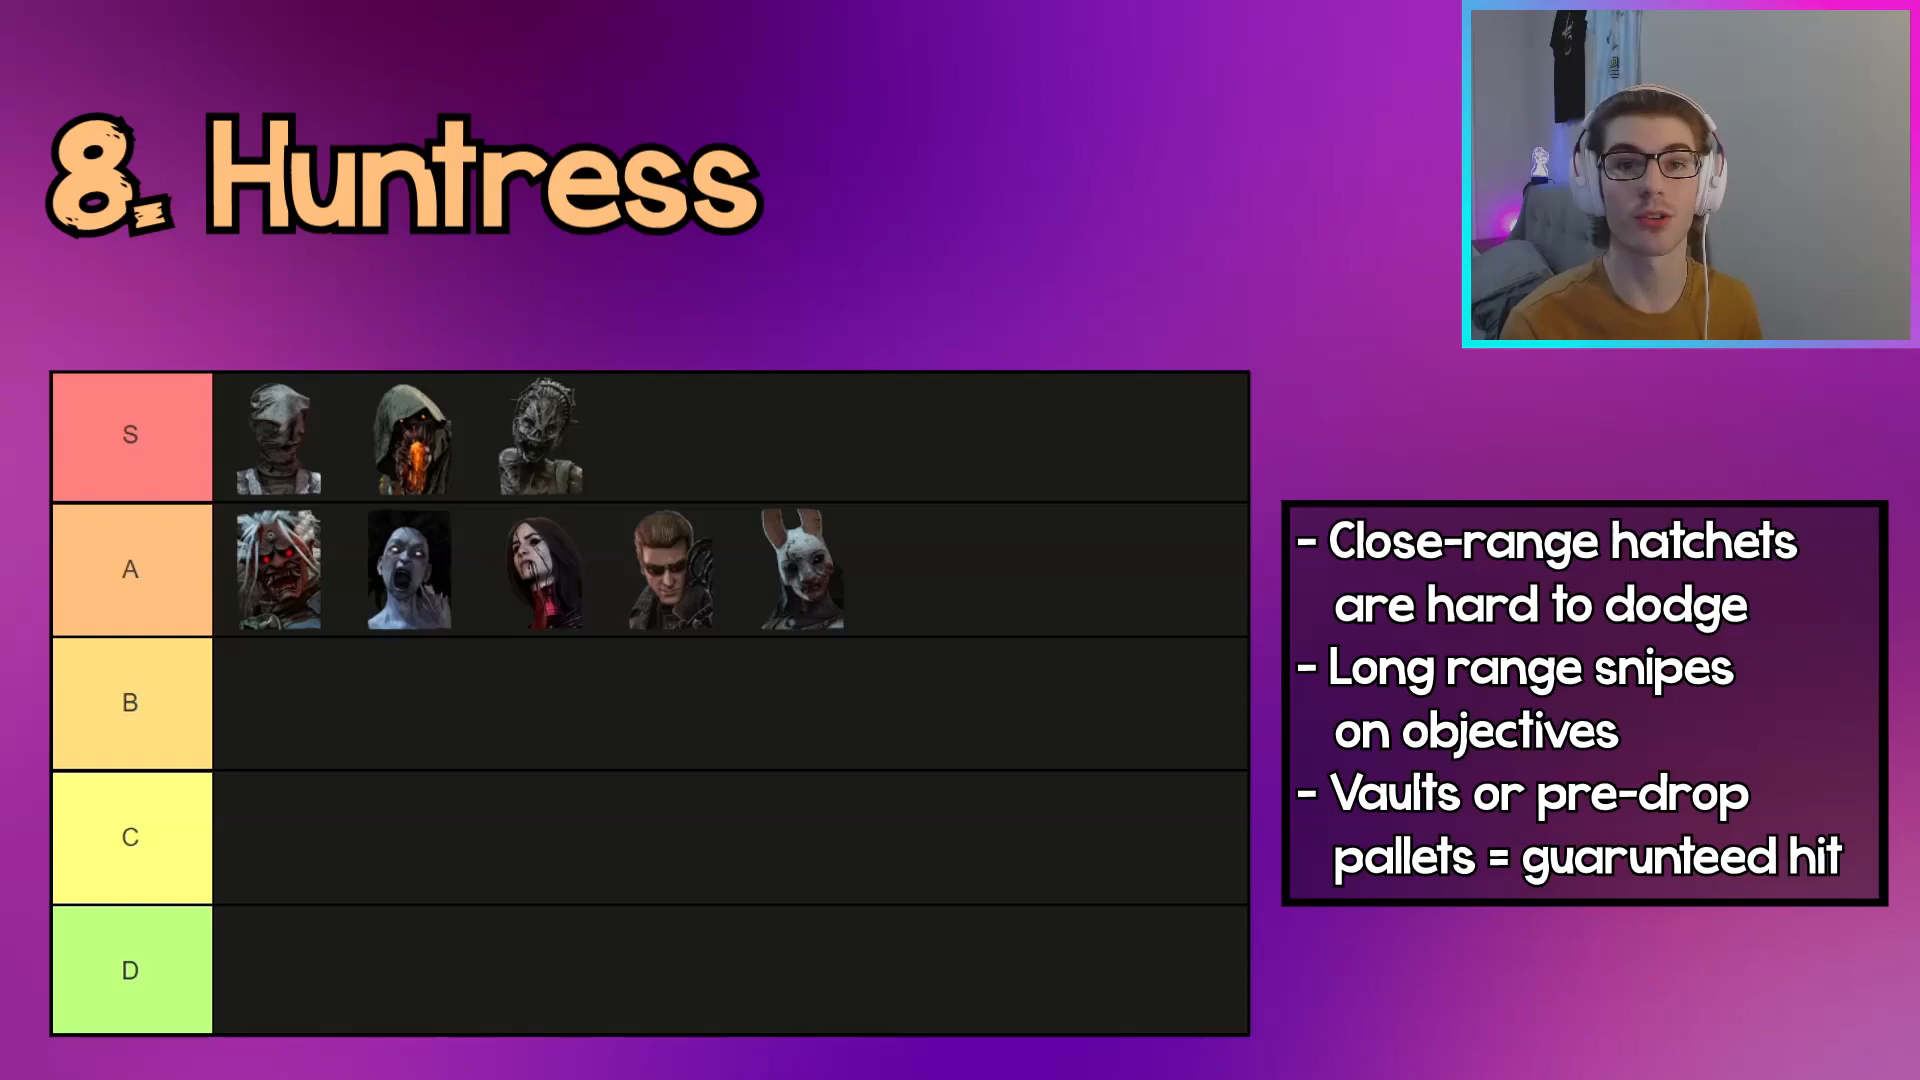 8. Huntress
S
A
B
C
D
- Close-range hatchets
are hard to dodge
- Long range snipes
on objectives
- Vaults or pre-drop
pallets = guarunteed hit